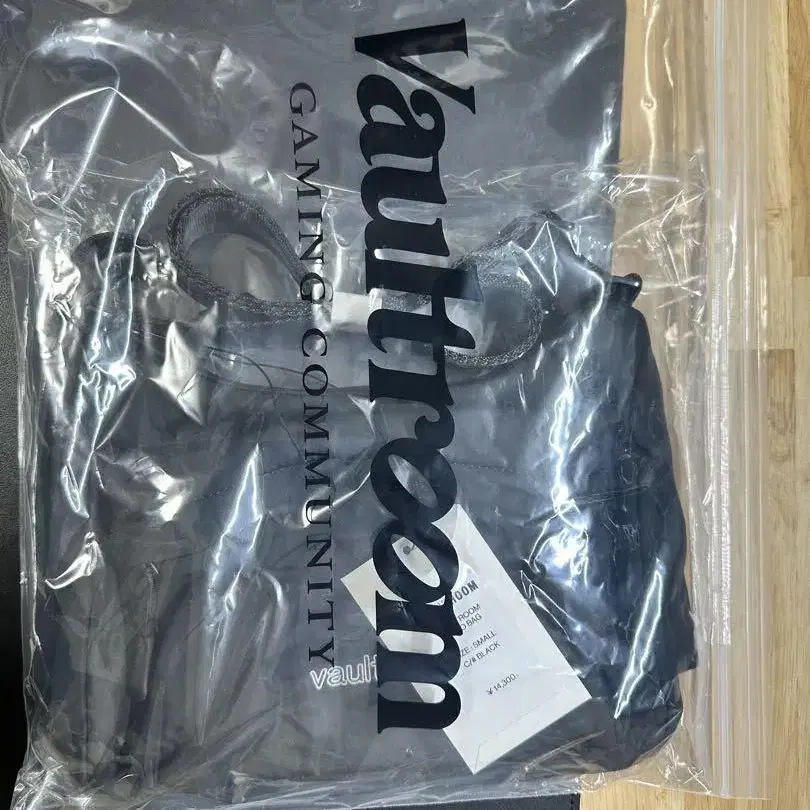 Vaultroom
GAMING COMMUNITY
vault
ROOM
ROOM
BAG
SIZE: SMALL
C/# BLACK
¥14,300-